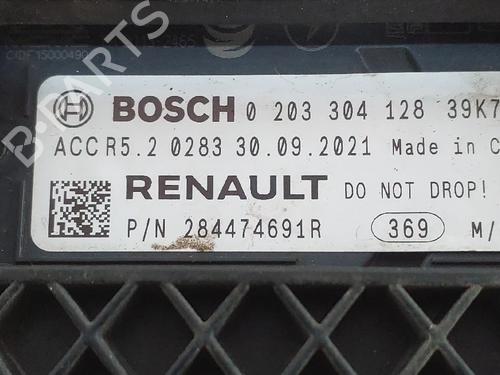 BOSCH 0 203 304 128 39K7
ACC R5.2 0283 30.09.2021 Made in C
RENAULT DO NOT DROP!
P/N 284474691R 369 M/
B-PARTS